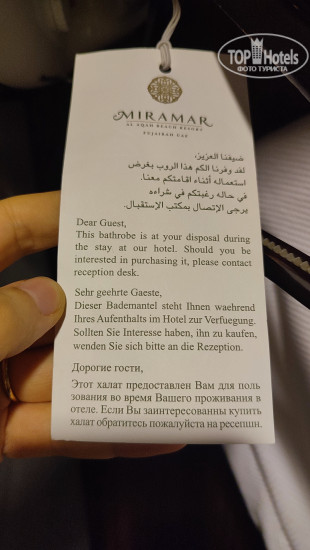 TOP Hotels
ФОТО ТУРИСТА
MIRAMAR
AL AQAH BEACH RESORT
FUJAIRAH UAE
ضيفنا العزيز،
لقد وفرنا لكم هذا الروب بغرض
استعماله أثناء اقامتكم معنا.
في حاله رغبتكم في شراءه
يرجى الإتصال بمكتب الإستقبال.
Dear Guest,
This bathrobe is at your disposal during
the stay at our hotel. Should you be
interested in purchasing it, please contact
reception desk.
Sehr geehrte Gaeste,
Dieser Bademantel steht Ihnen waehrend
Ihres Aufenthalts im Hotel zur Verfuegung.
Sollten Sie Interesse haben, ihn zu kaufen,
wenden Sie sich bitte an die Rezeption.
Дорогие гости,
Этот халат предоставлен Вам для поль
зования во время Вашего проживания в
отеле. Если Вы заинтересованны купить
халат обратитесь пожалуйста на ресепшн.